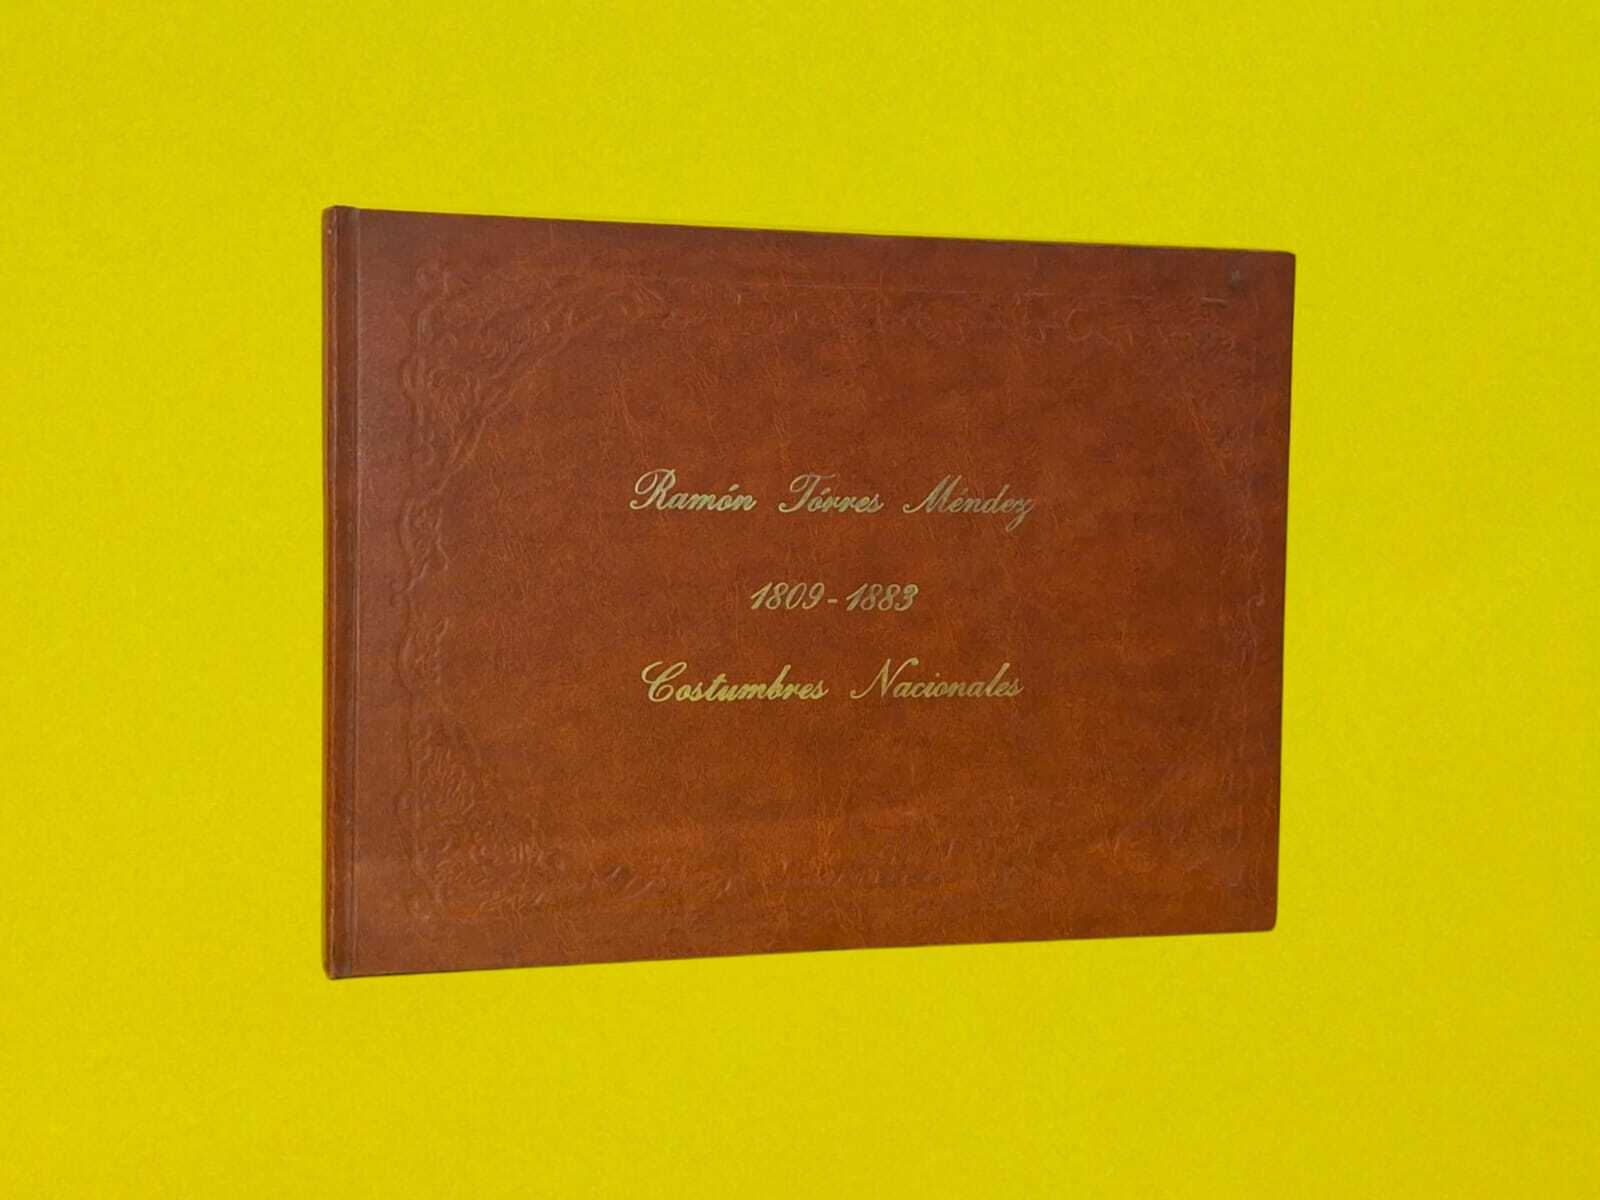 Ramón Tórres Méndez
1809-1883
Costumbres Nacionales